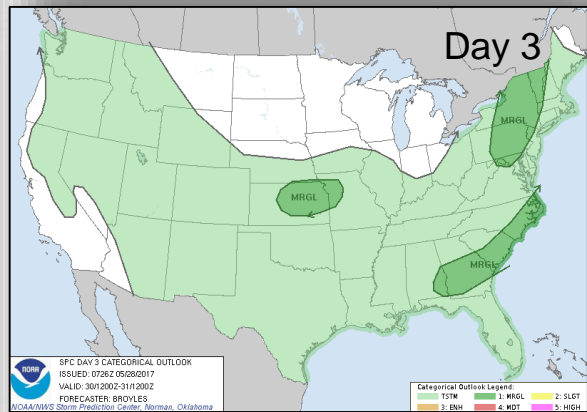 Day 3
MRGL
MRGL
MRGL
NOAA
SPC DAY 3 CATEGORICAL OUTLOOK
ISSUED: 0726Z 05/28/2017
VALID: 30/1200Z-31/1200Z
FORECASTER: BROYLES
NOAA/NWS Storm Prediction Center, Norman, Oklahoma
Categorical Outlook Legend:
TSTM 1: MRGL 2: SLGT
3: ENH 4: MDT 5: HIGH